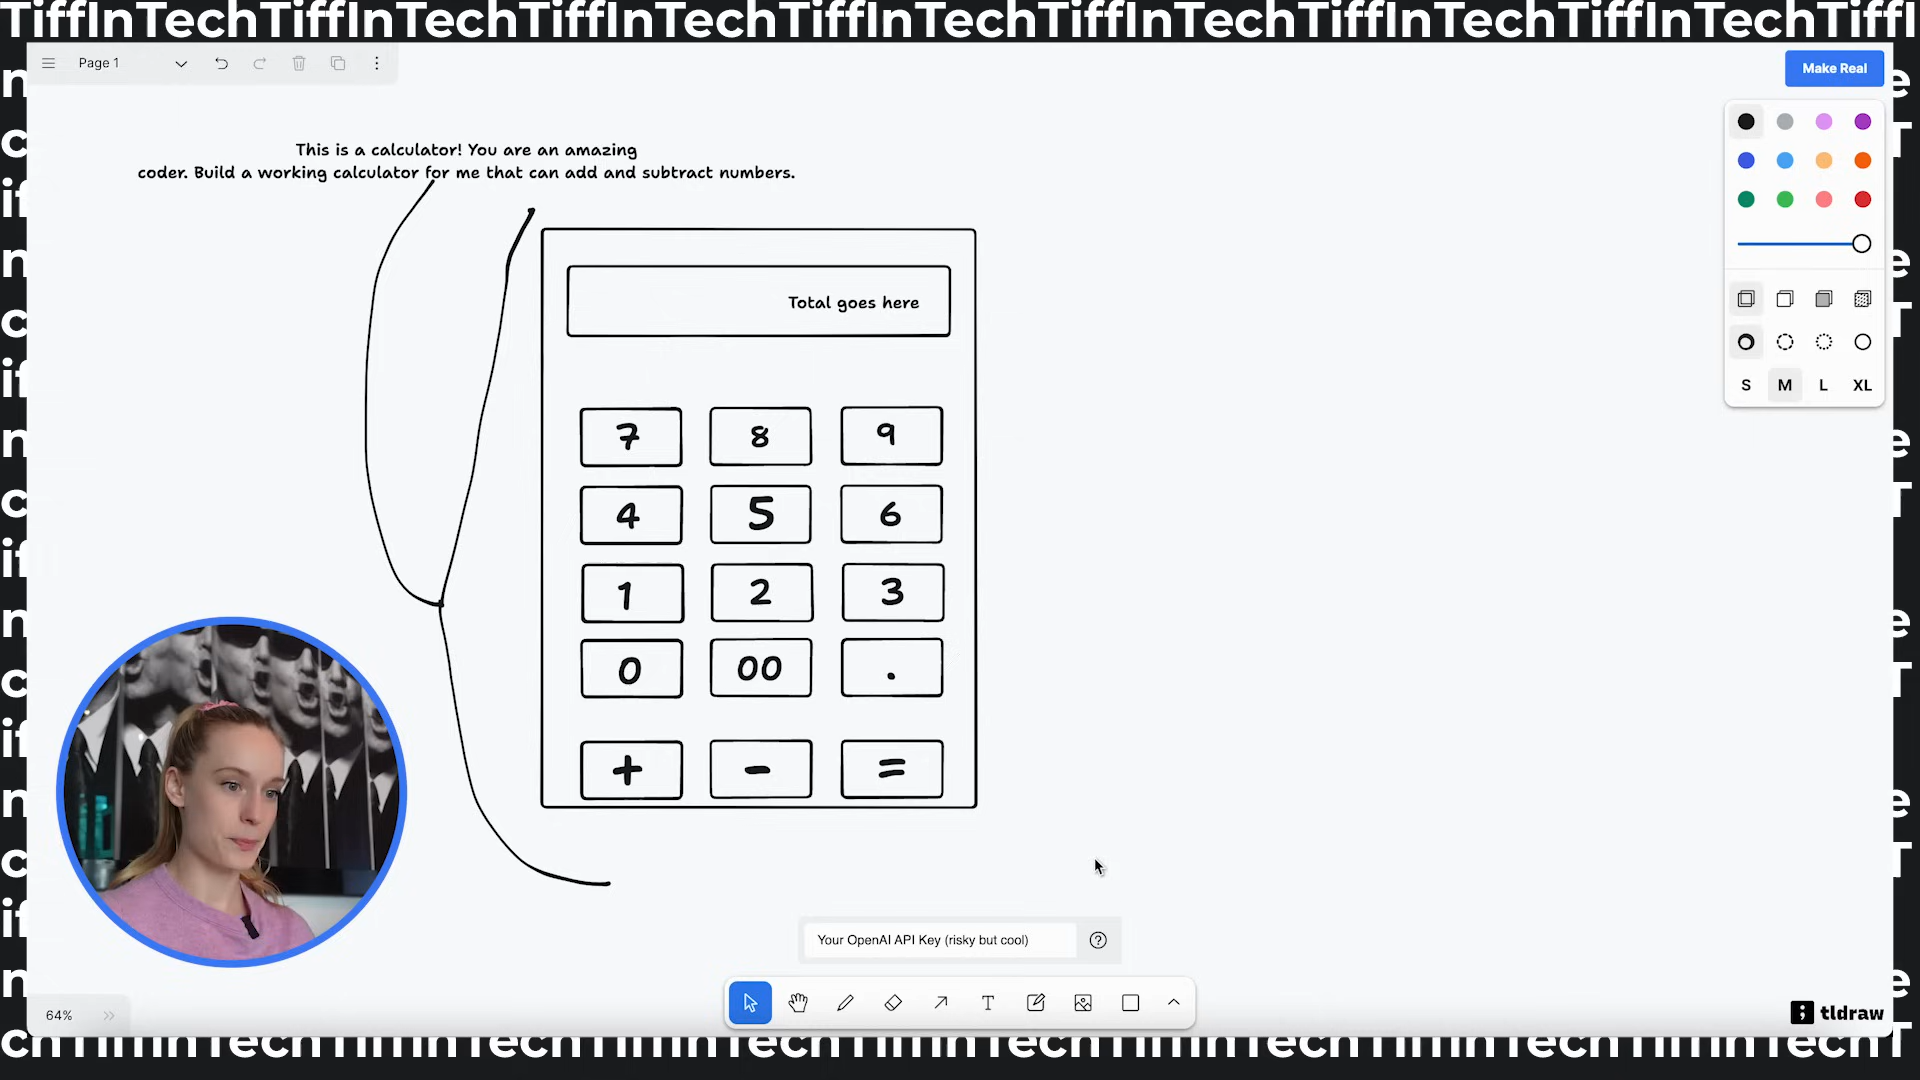 TiffInTechTiffInTechTiffInTechTiffInTechTiffInTechTiffInTechTiffInTechTiffI
Page 1
Make Real
This is a calculator! You are an amazing
coder. Build a working calculator for me that can add and subtract numbers.
Total goes here
S M L XL
7 8 9
4 5 6
1 2 3
0 00 .
+ - =
Your OpenAI API Key (risky but cool)
64%
tldraw